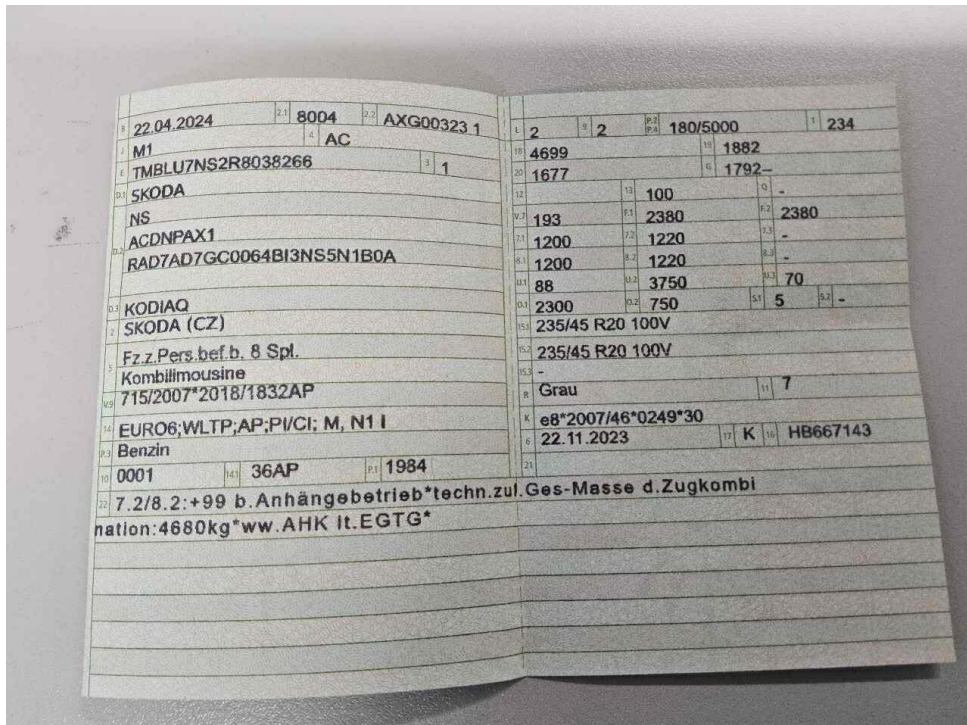 B 22.04.2024 2.1 8004 2.2 AXG00323 1
J M1 4 AC
E TMBLU7NS2R8038266 3 1
D.1 SKODA
NS
D.2 ACDNPAX1
RAD7AD7GC0064BI3NS5N1B0A
D.3 KODIAQ
2 SKODA (CZ)
5 Fz.z.Pers.bef.b. 8 Spl.
Kombilimousine
V.9 715/2007*2018/1832AP
14 EURO6;WLTP;AP;PI/CI; M, N1 I
P.3 Benzin
10 0001 14.1 36AP P.1 1984
L 2 9 2 P.2 P.4 180/5000 T 234
18 4699 19 1882
20 1677 G 1792–
12 13 100 Q -
V.7 193 F.1 2380 F.2 2380
7.1 1200 7.2 1220 7.3 -
8.1 1200 8.2 1220 8.3 -
U.1 88 U.2 3750 U.3 70
O.1 2300 O.2 750 S.1 5 S.2 -
15.1 235/45 R20 100V
15.2 235/45 R20 100V
15.3 -
R Grau 11 7
K e8*2007/46*0249*30
6 22.11.2023 17 K 16 HB667143
21
22 7.2/8.2:+99 b.Anhängebetrieb*techn.zul.Ges-Masse d.Zugkombi
nation:4680kg*ww.AHK lt.EGTG*